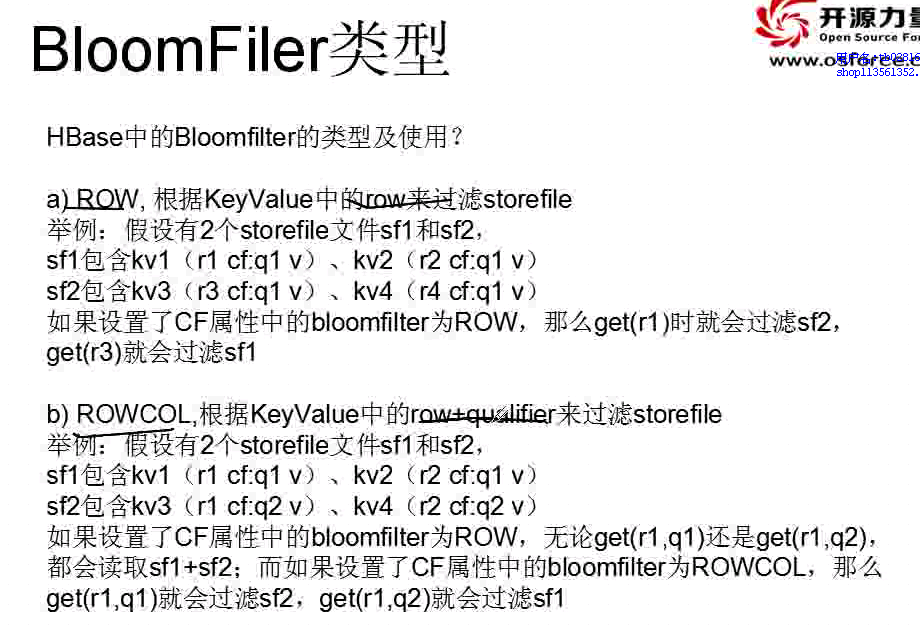 BloomFiler类型
开源力量
Open Source For
www.osforce.c
shop113561352.
HBase中的Bloomfilter的类型及使用？
a) ROW, 根据KeyValue中的row来过滤storefile
举例：假设有2个storefile文件sf1和sf2，
sf1包含kv1（r1 cf:q1 v）、kv2（r2 cf:q1 v）
sf2包含kv3（r3 cf:q1 v）、kv4（r4 cf:q1 v）
如果设置了CF属性中的bloomfilter为ROW，那么get(r1)时就会过滤sf2，
get(r3)就会过滤sf1
b) ROWCOL,根据KeyValue中的row+qualifier来过滤storefile
举例：假设有2个storefile文件sf1和sf2，
sf1包含kv1（r1 cf:q1 v）、kv2（r2 cf:q1 v）
sf2包含kv3（r1 cf:q2 v）、kv4（r2 cf:q2 v）
如果设置了CF属性中的bloomfilter为ROW，无论get(r1,q1)还是get(r1,q2)，
都会读取sf1+sf2；而如果设置了CF属性中的bloomfilter为ROWCOL，那么
get(r1,q1)就会过滤sf2，get(r1,q2)就会过滤sf1